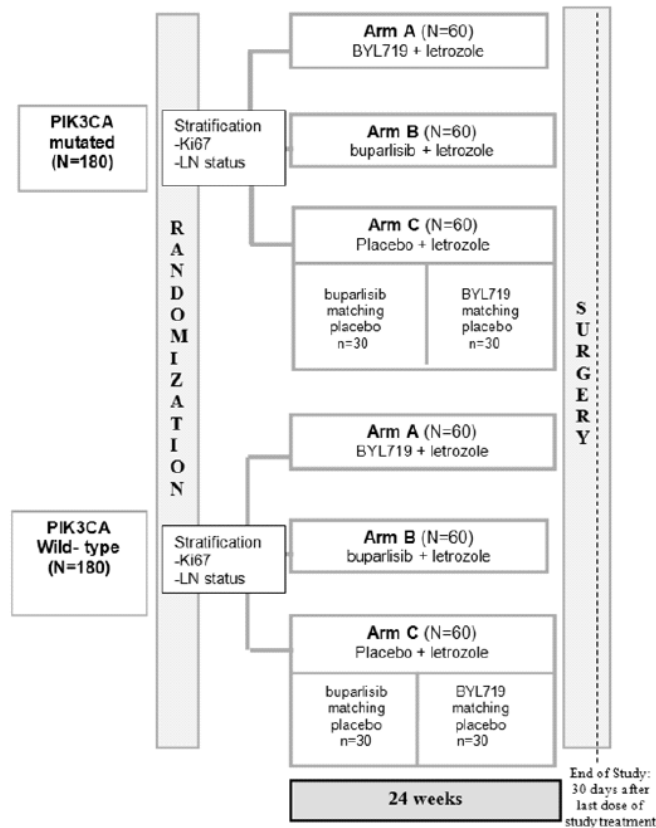 Arm A (N=60)
BYL719 + letrozole
PIK3CA
mutated
(N=180)
Stratification
-Ki67
-LN status
Arm B (N=60)
buparlisib + letrozole
Arm C (N=60)
Placebo + letrozole
buparlisib
matching
placebo
n=30
BYL719
matching
placebo
n=30
RANDOMIZATION
SURGERY
Arm A (N=60)
BYL719 + letrozole
PIK3CA
Wild- type
(N=180)
Stratification
-Ki67
-LN status
Arm B (N=60)
buparlisib + letrozole
Arm C (N=60)
Placebo + letrozole
buparlisib
matching
placebo
n=30
BYL719
matching
placebo
n=30
24 weeks
End of Study:
30 days after
last dose of
study treatment